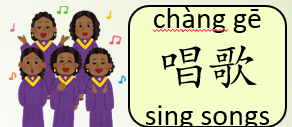 chàng gē
唱歌
sing songs